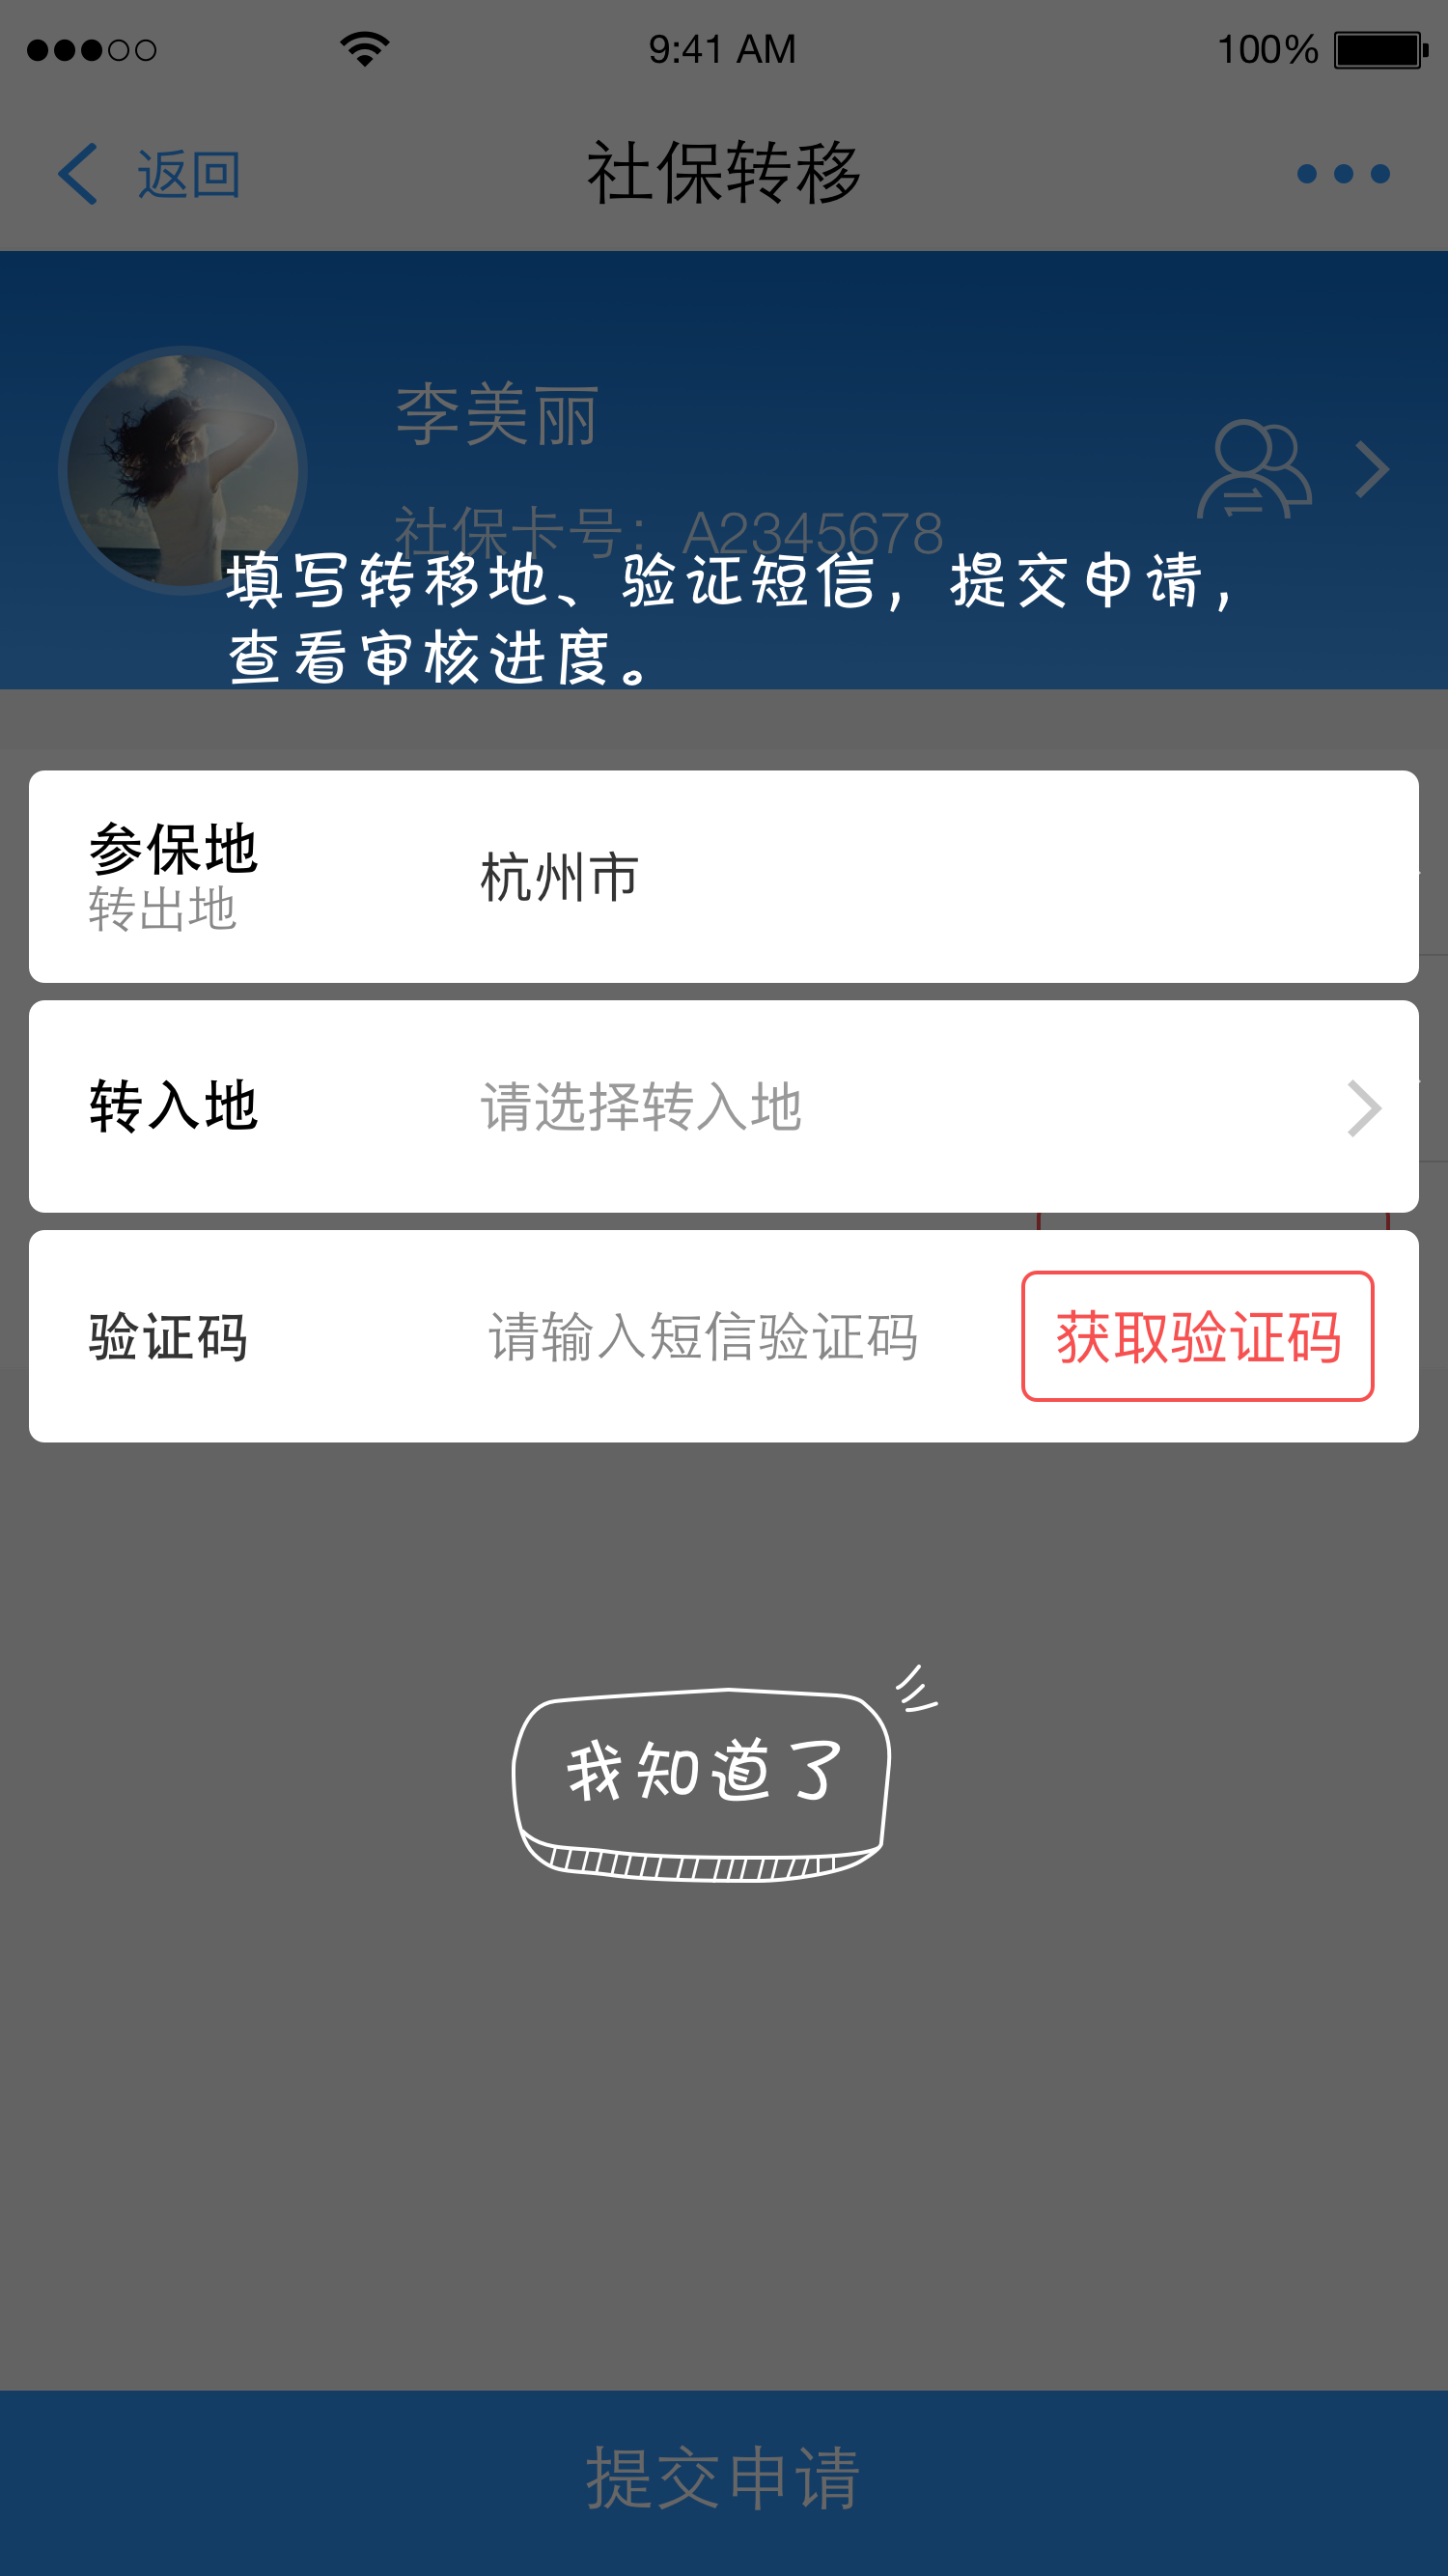 9:41 AM 100%
返回 社保转移
李美丽
社保卡号：A2345678
填写转移地、验证短信，提交申请，
查看审核进度。
参保地 杭州市
转出地
转入地 请选择转入地
验证码 请输入短信验证码 获取验证码
我知道了
提交申请